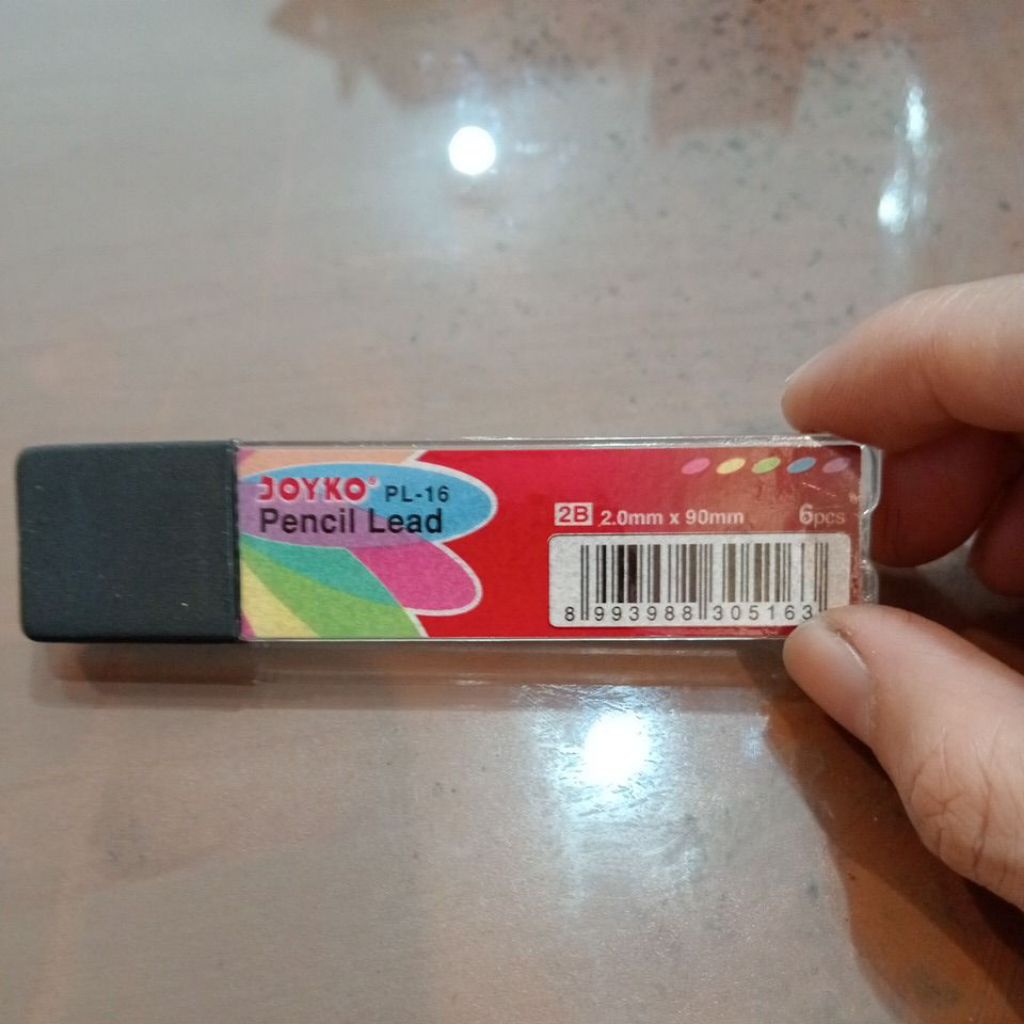 JOYKO® PL-16
Pencil Lead
2B 2.0mm x 90mm 6pcs
8 993988 305163